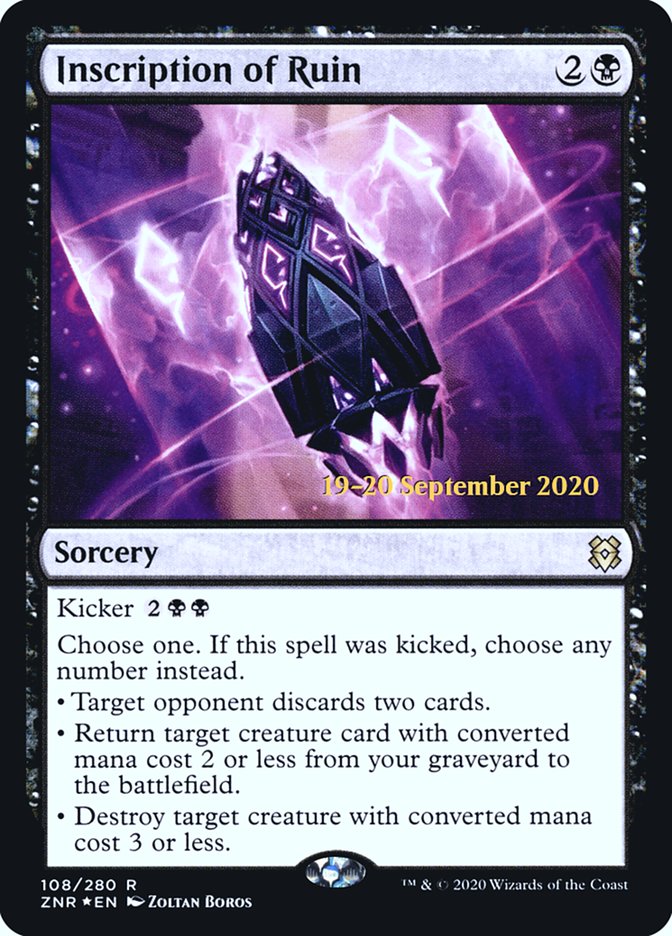 Inscription of Ruin 2
19–20 September 2020
Sorcery
Kicker 2
Choose one. If this spell was kicked, choose any
number instead.
• Target opponent discards two cards.
• Return target creature card with converted
mana cost 2 or less from your graveyard to
the battlefield.
• Destroy target creature with converted mana
cost 3 or less.
108/280 R
ZNR ★ EN Zoltan Boros
™ & © 2020 Wizards of the Coast